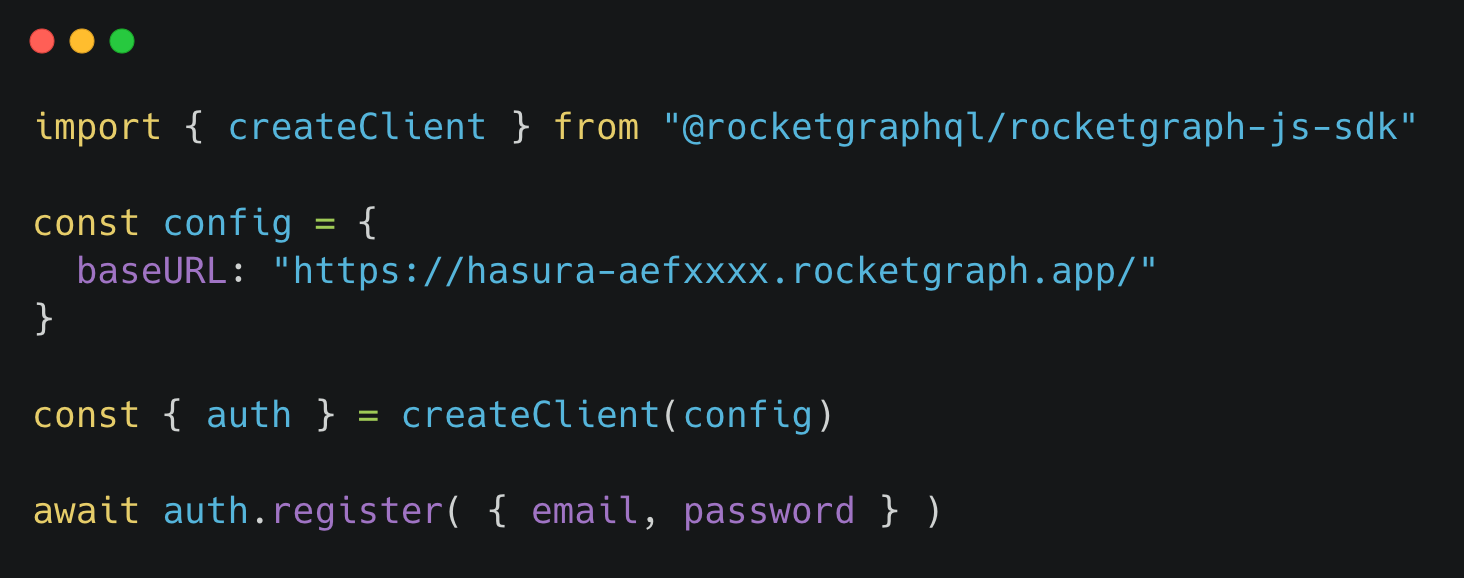 import { createClient } from "@rocketgraphql/rocketgraph-js-sdk"
const config = {
  baseURL: "https://hasura-aefxxxx.rocketgraph.app/"
}
const { auth } = createClient(config)
await auth.register( { email, password } )